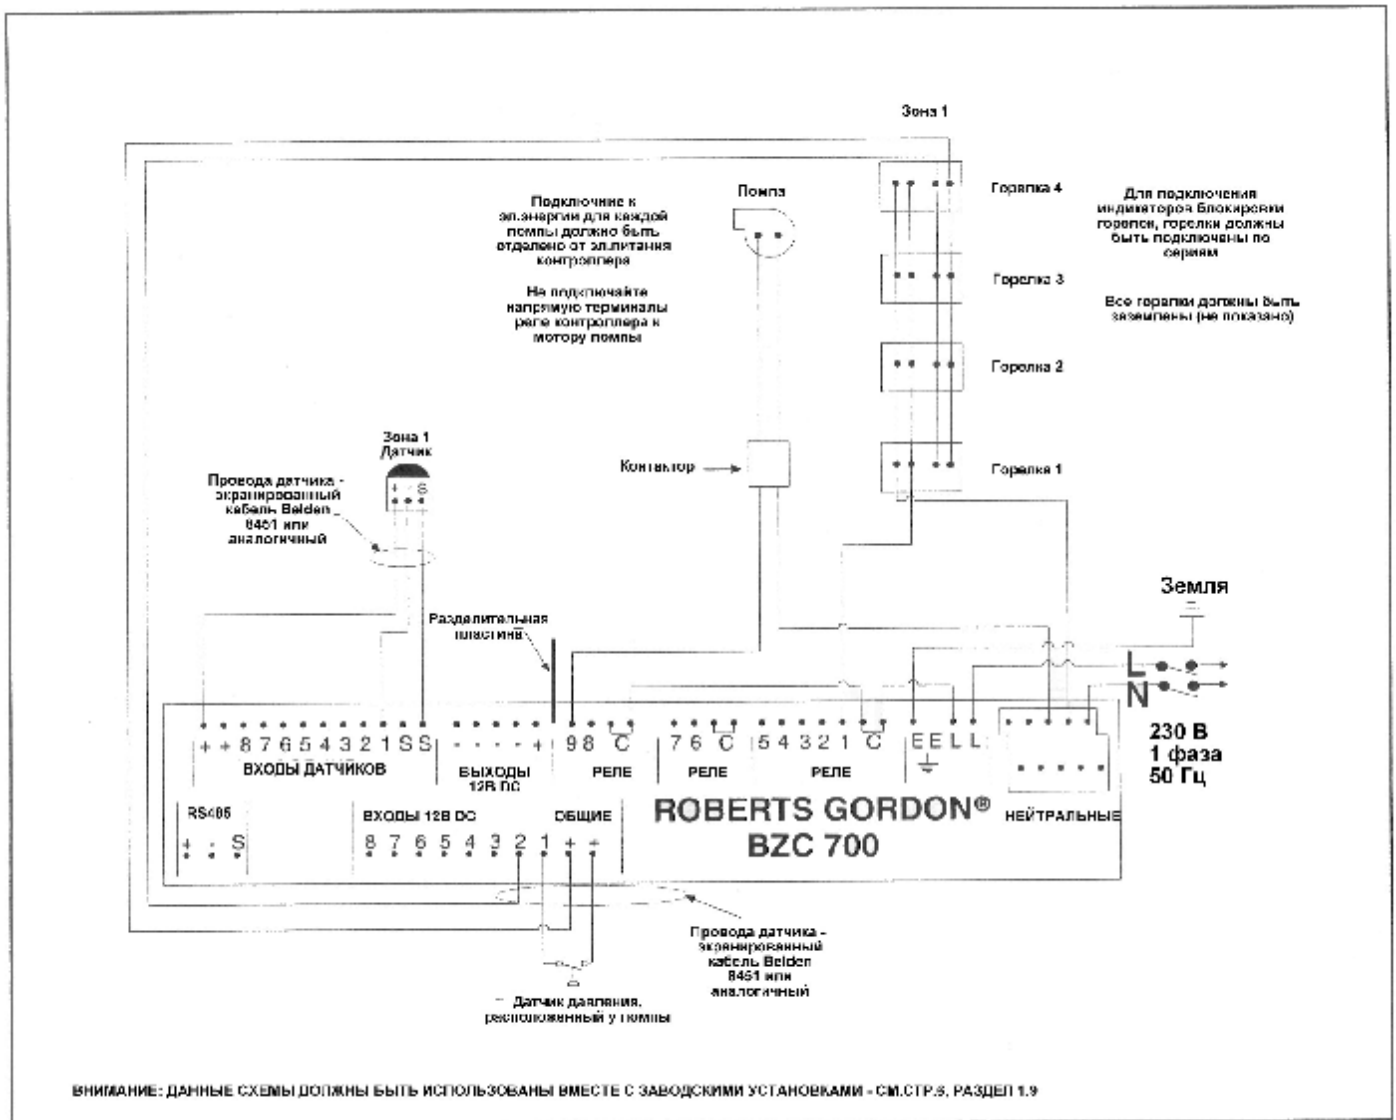 Зона 1
Помпа
Горелка 4
Подключние к
эл.энергии для каждой
помпы должно быть
отделено от эл.питания
контроллера
Для подключения
индикаторов блокировки
горелен, горелки должны
быть подключены по
сериям
Горелка 3
Не подключайте
напрямую терминалы
реле контроллера к
мотору помпы
Все горелки должны быть
заземлены (не показано)
Горелка 2
Зона 1
Датчик
+ - S
Контактор
Горелка 1
Провода датчика -
экранированный
кабель Belden
8451 или
аналогичный
Земля
Разделительная
пластина
L
N
230 В
1 фаза
50 Гц
+ + 8 7 6 5 4 3 2 1 S S
- - - - +
9 8 C
7 6 C
5 4 3 2 1 C
E E L L
ВХОДЫ ДАТЧИКОВ
ВЫХОДЫ
12В DC
РЕЛЕ
РЕЛЕ
РЕЛЕ
RS485
+ - S
ВХОДЫ 12В DC
ОБЩИЕ
8 7 6 5 4 3 2 1 + +
ROBERTS GORDON®
BZC 700
НЕЙТРАЛЬНЫЕ
Провода датчика -
экранированный
кабель Belden
8451 или
аналогичный
Датчик давления,
расположенный у помпы
ВНИМАНИЕ: ДАННЫЕ СХЕМЫ ДОЛЖНЫ БЫТЬ ИСПОЛЬЗОВАНЫ ВМЕСТЕ С ЗАВОДСКИМИ УСТАНОВКАМИ - СМ.СТР.6, РАЗДЕЛ 1.9